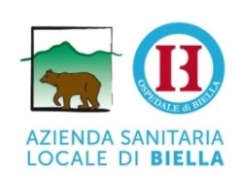 H
OSPEDALE di BIELLA
AZIENDA SANITARIA
LOCALE DI BIELLA